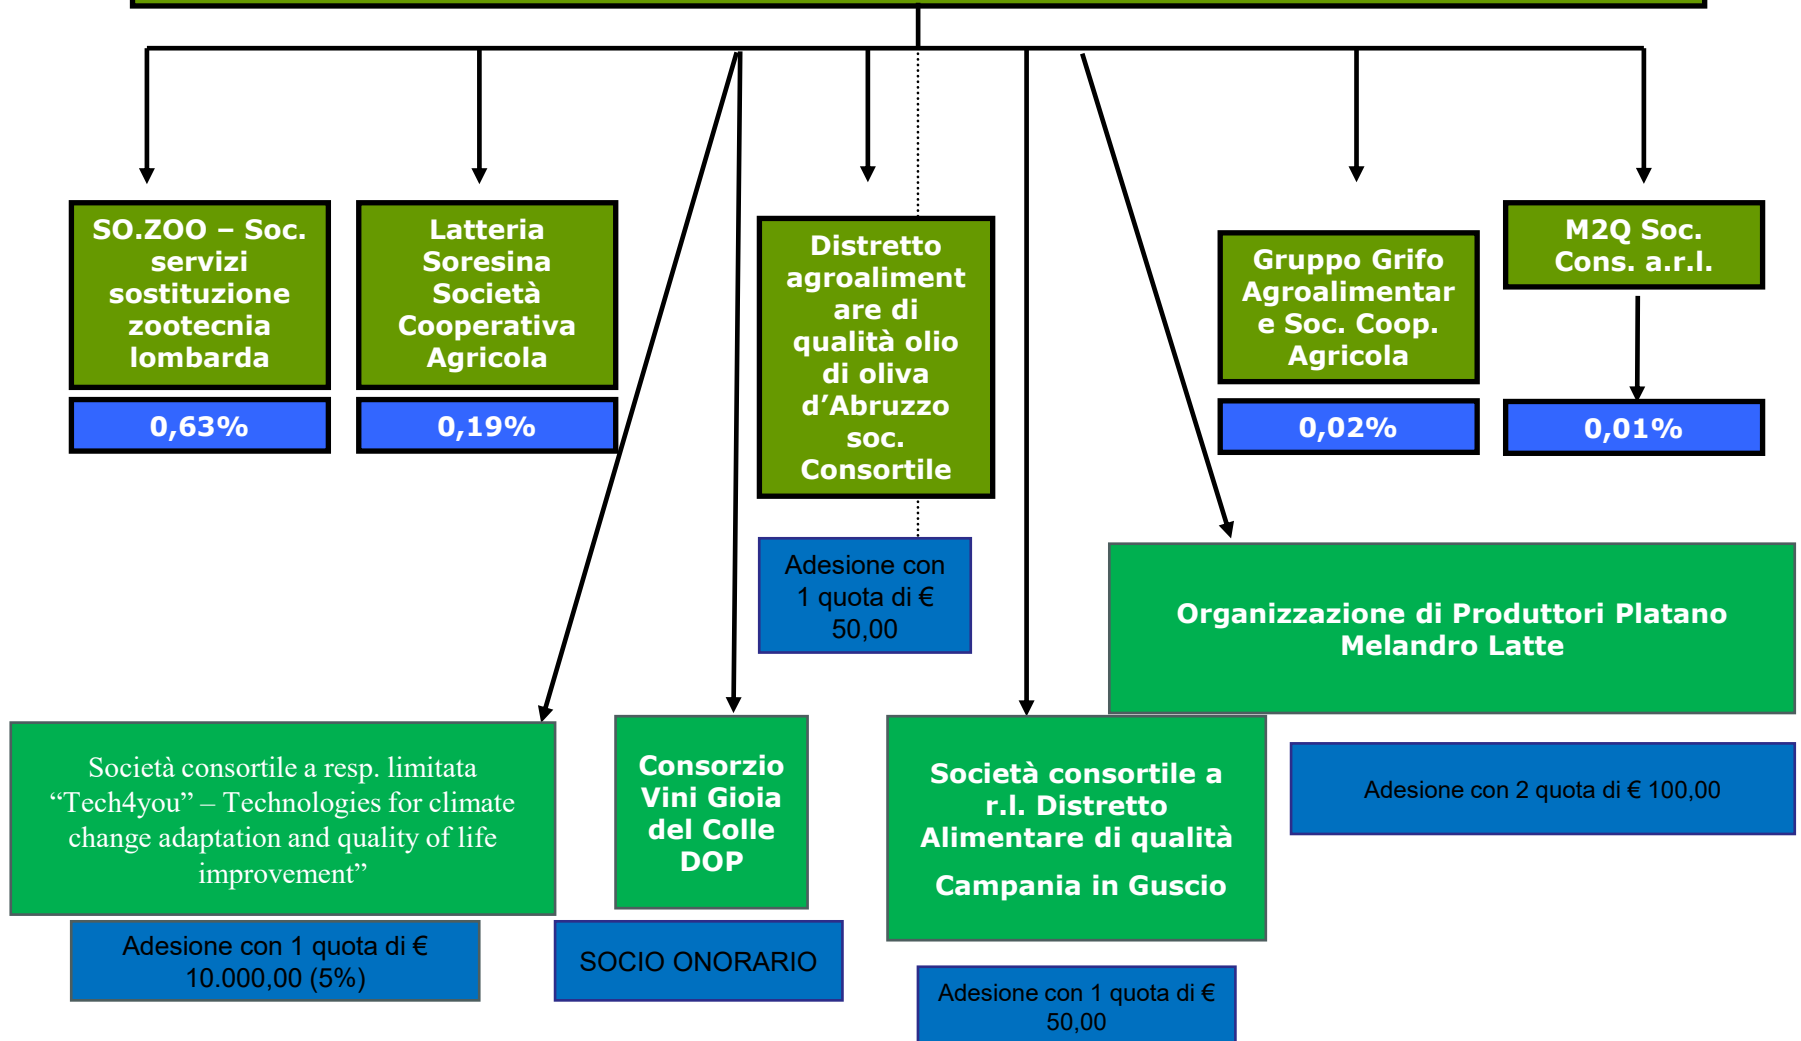 SO.ZOO – Soc.
servizi
sostituzione
zootecnia
lombarda
0,63%
Latteria
Soresina
Società
Cooperativa
Agricola
0,19%
Distretto
agroaliment
are di
qualità olio
di oliva
d’Abruzzo
soc.
Consortile
Adesione con
1 quota di €
50,00
Gruppo Grifo
Agroalimentar
e Soc. Coop.
Agricola
0,02%
M2Q Soc.
Cons. a.r.l.
0,01%
Organizzazione di Produttori Platano
Melandro Latte
Adesione con 2 quota di € 100,00
Società consortile a resp. limitata
“Tech4you” – Technologies for climate
change adaptation and quality of life
improvement”
Adesione con 1 quota di €
10.000,00 (5%)
Consorzio
Vini Gioia
del Colle
DOP
SOCIO ONORARIO
Società consortile a
r.l. Distretto
Alimentare di qualità
Campania in Guscio
Adesione con 1 quota di €
50,00